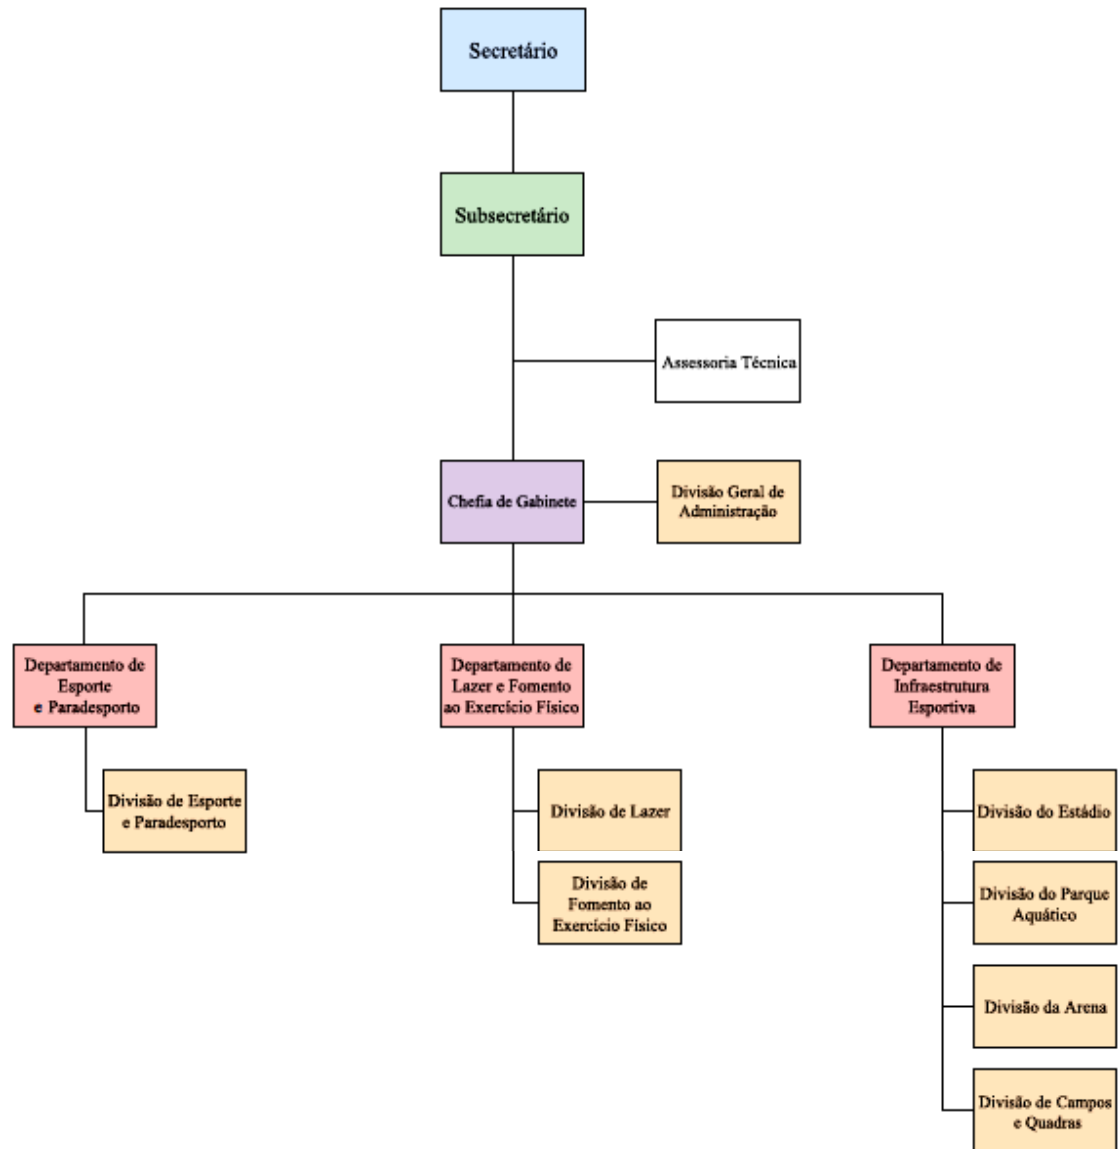 Secretário
Subsecretário
Assessoria Técnica
Chefia de Gabinete
Divisão Geral de
Administração
Departamento de
Esporte
e Paradesporto
Departamento de
Lazer e Fomento
ao Exercício Físico
Departamento de
Infraestrutura
Esportiva
Divisão de Esporte
e Paradesporto
Divisão de Lazer
Divisão de
Fomento ao
Exercício Físico
Divisão do Estádio
Divisão do Parque
Aquático
Divisão da Arena
Divisão de Campos
e Quadras